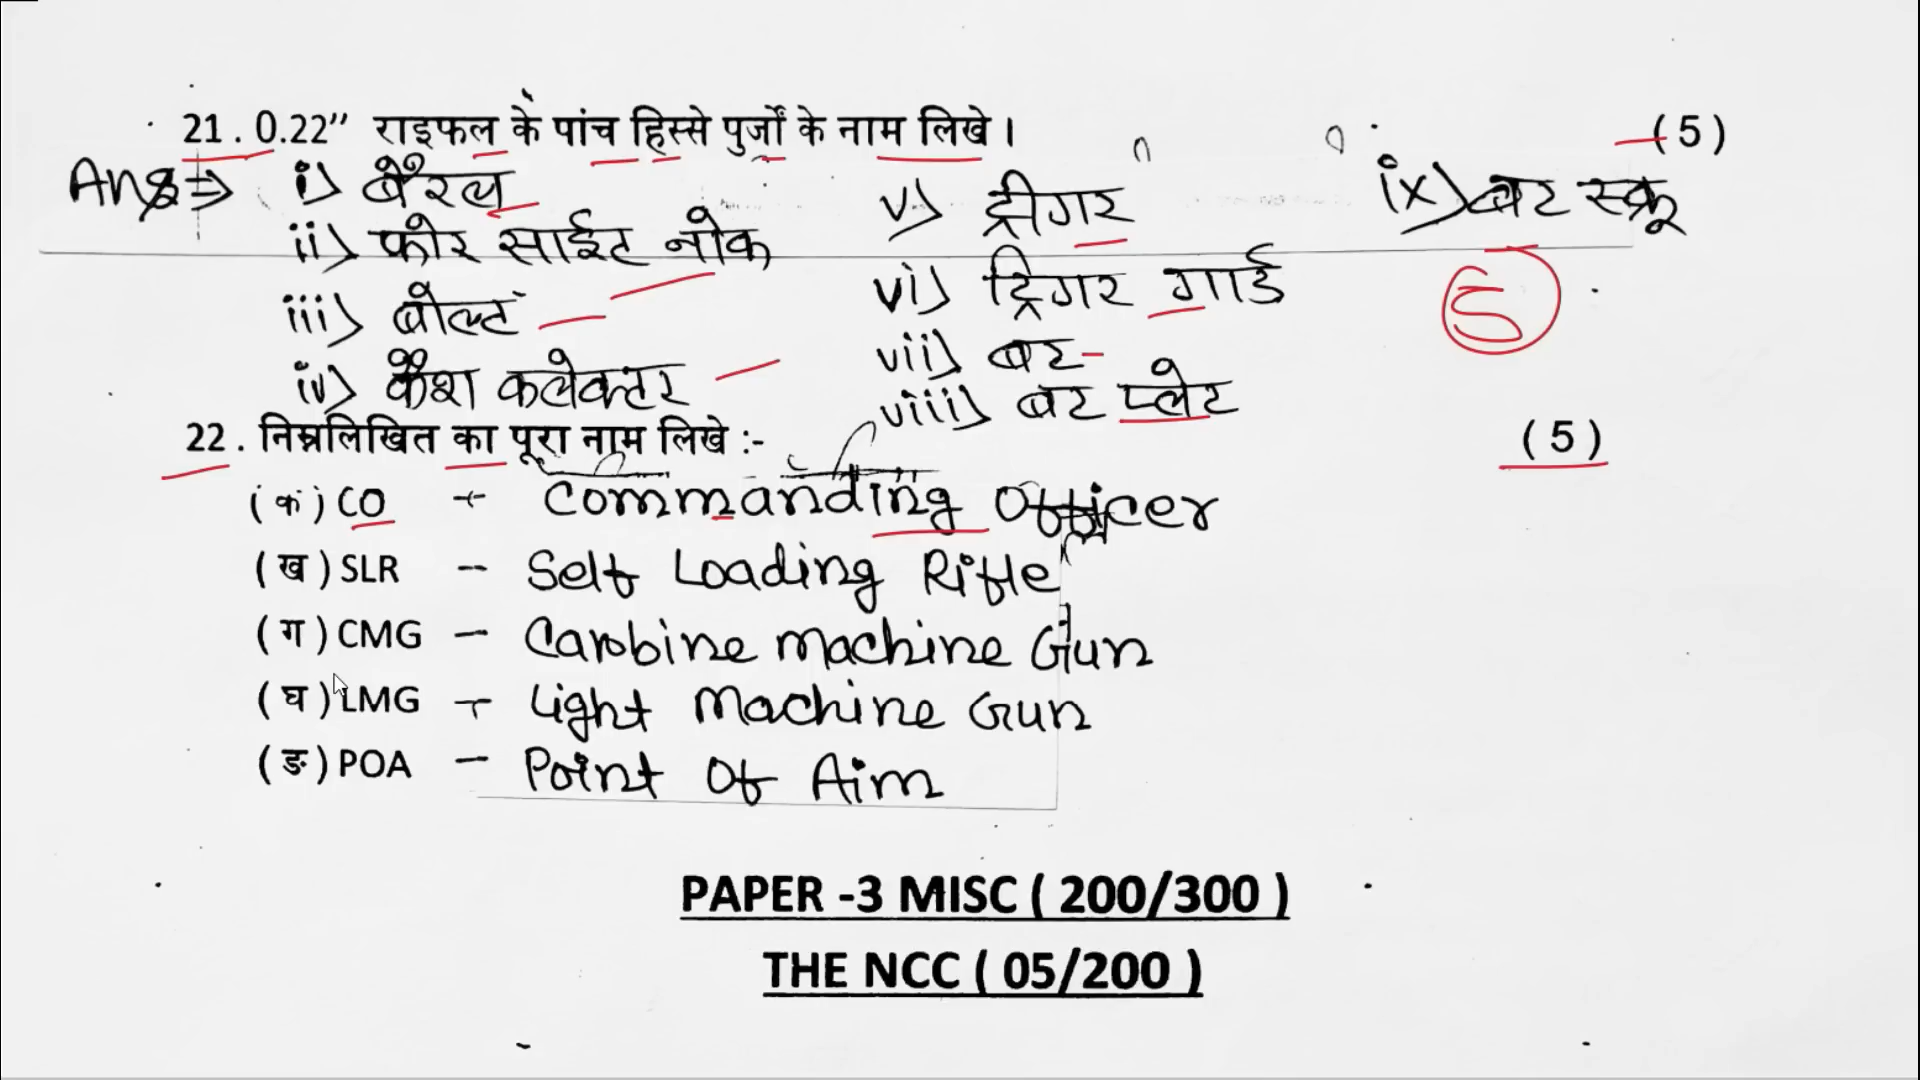 21. 0.22” राइफल के पांच हिस्से पुर्जों के नाम लिखे। (5)
Ans⇒ i) बैरल
ii) फोर साईट नोक
iii) बोल्ट
iv) कैश कलेक्टर
v) ट्रीगर
vi) ट्रिगर गार्ड
vii) बट
viii) बट प्लेट
ix) बट स्क्रू
5
22. निम्नलिखित का पूरा नाम लिखे :- (5)
(क) CO - Commanding Officer
(ख) SLR - Self Loading Rifle
(ग) CMG - Carbine Machine Gun
(घ) LMG - Light Machine Gun
(ङ) POA - Point Of Aim
PAPER -3 MISC ( 200/300 )
THE NCC ( 05/200 )